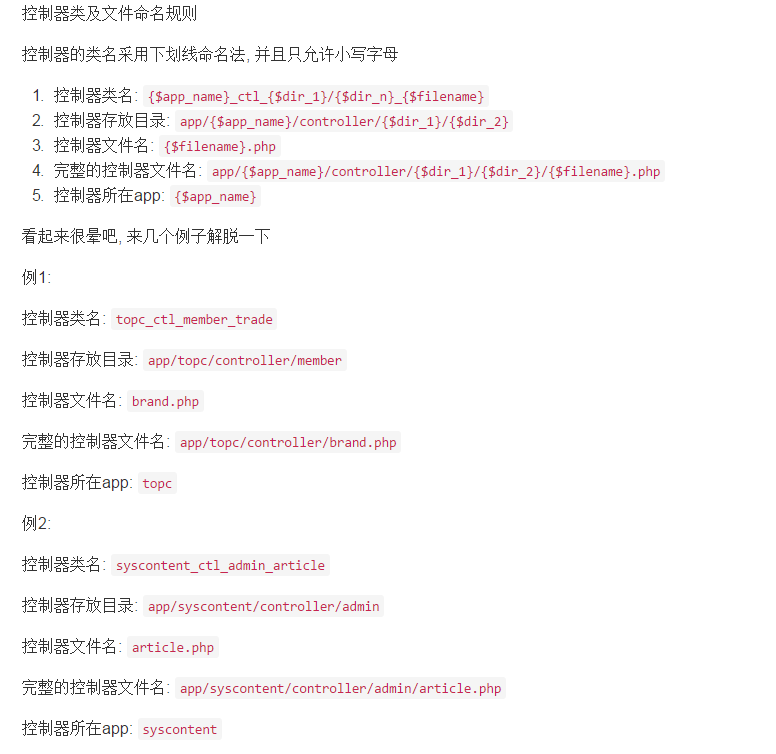 控制器类及文件命名规则
控制器的类名采用下划线命名法, 并且只允许小写字母
1. 控制器类名: {$app_name}_ctl_{$dir_1}/{$dir_n}_{$filename}
2. 控制器存放目录: app/{$app_name}/controller/{$dir_1}/{$dir_2}
3. 控制器文件名: {$filename}.php
4. 完整的控制器文件名: app/{$app_name}/controller/{$dir_1}/{$dir_2}/{$filename}.php
5. 控制器所在app: {$app_name}
看起来很晕吧, 来几个例子解脱一下
例1:
控制器类名: topc_ctl_member_trade
控制器存放目录: app/topc/controller/member
控制器文件名: brand.php
完整的控制器文件名: app/topc/controller/brand.php
控制器所在app: topc
例2:
控制器类名: syscontent_ctl_admin_article
控制器存放目录: app/syscontent/controller/admin
控制器文件名: article.php
完整的控制器文件名: app/syscontent/controller/admin/article.php
控制器所在app: syscontent